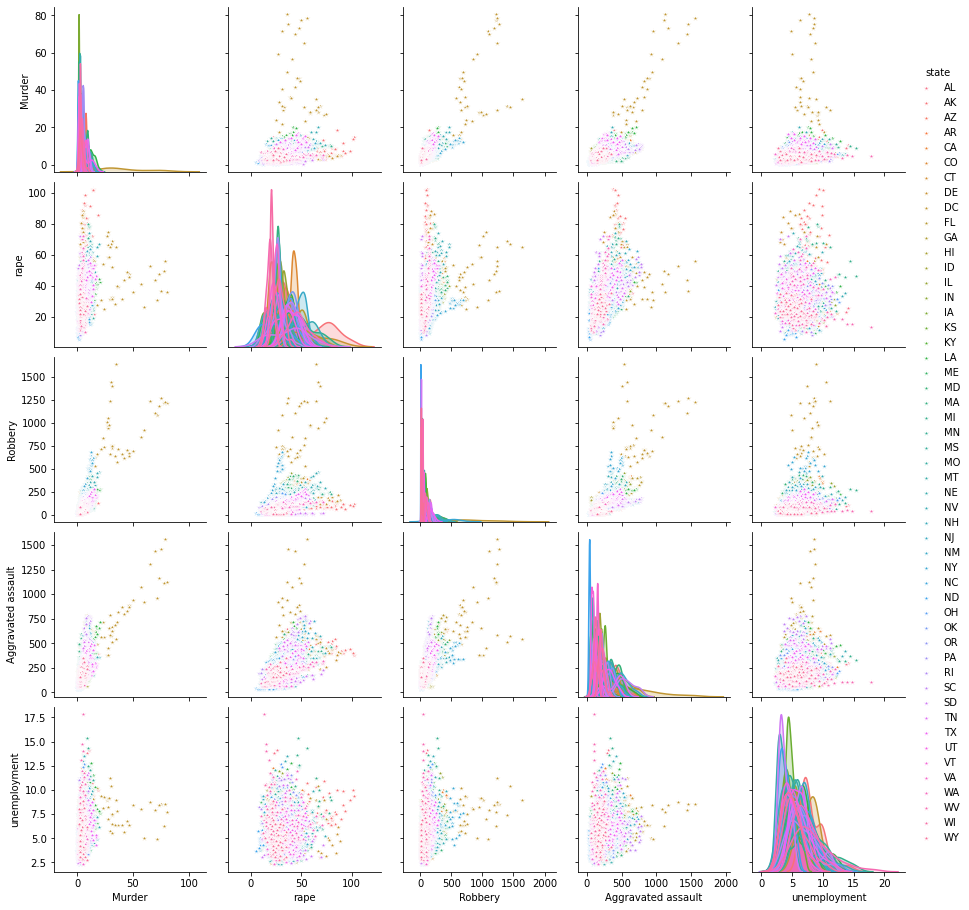 80
60
40
20
0
Murder
state
AL
AK
AZ
AR
CA
CO
CT
DE
DC
FL
GA
HI
ID
IL
IN
IA
KS
KY
LA
ME
MD
MA
MI
MN
MS
MO
MT
NE
NV
NH
NJ
NM
NY
NC
ND
OH
OK
OR
PA
RI
SC
SD
TN
TX
UT
VT
VA
WA
WV
WI
WY
100
80
60
40
20
rape
1500
1250
1000
750
500
250
0
Robbery
1500
1250
1000
750
500
250
0
Aggravated assault
17.5
15.0
12.5
10.0
7.5
5.0
2.5
unemployment
0 100
0 50 100
0 500 1000 1500 2000
0 500 1000 1500 2000
0 5 10 15 20
Murder
rape
Robbery
Aggravated assault
unemployment